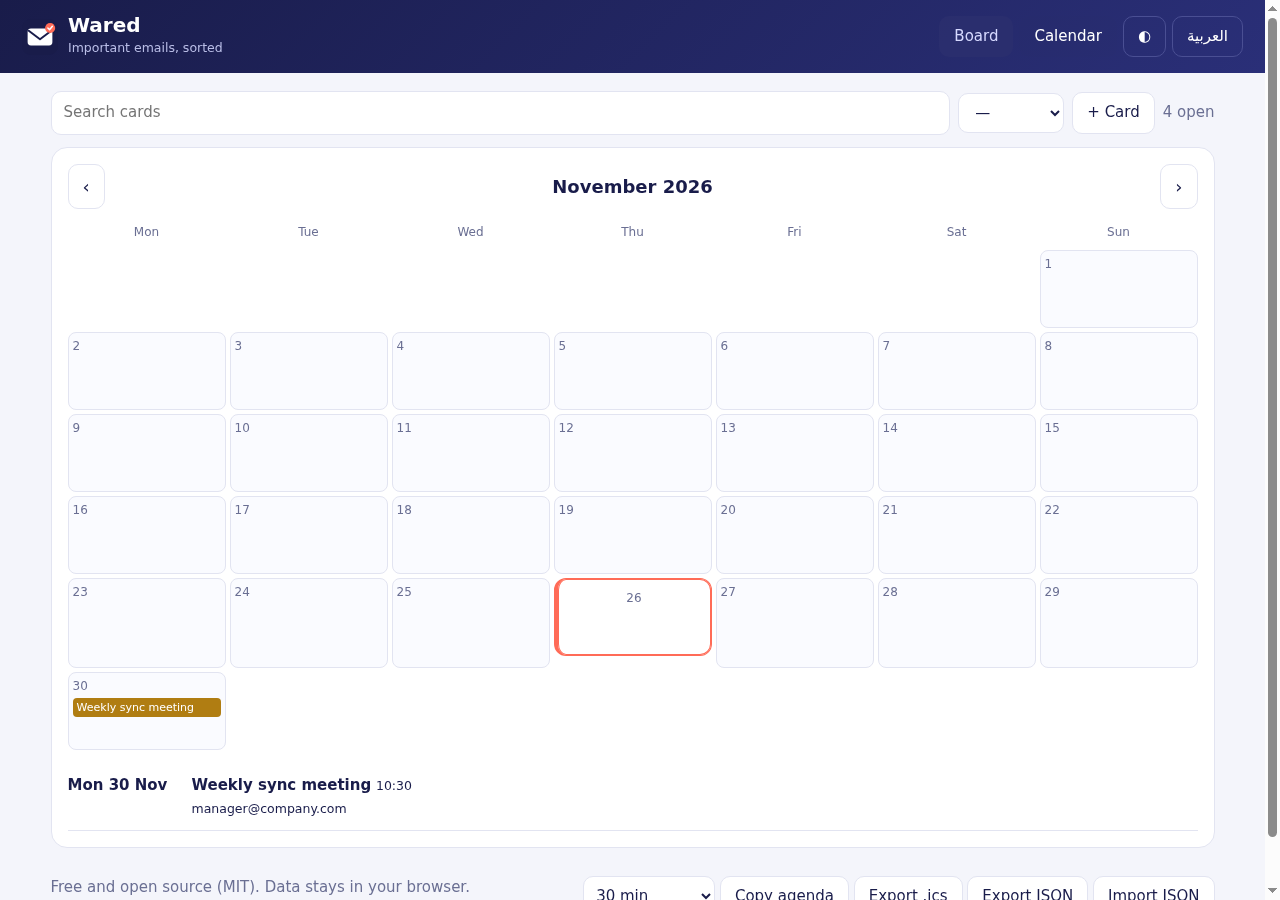 Wared
Important emails, sorted
Board
Calendar
◐
العربية
Search cards
—
+ Card
4 open
‹
November 2026
›
Mon Tue Wed Thu Fri Sat Sun
1
2 3 4 5 6 7 8
9 10 11 12 13 14 15
16 17 18 19 20 21 22
23 24 25 26 27 28 29
30
Weekly sync meeting
Mon 30 Nov
Weekly sync meeting 10:30
manager@company.com
Free and open source (MIT). Data stays in your browser.
30 min
Copy agenda
Export .ics
Export JSON
Import JSON